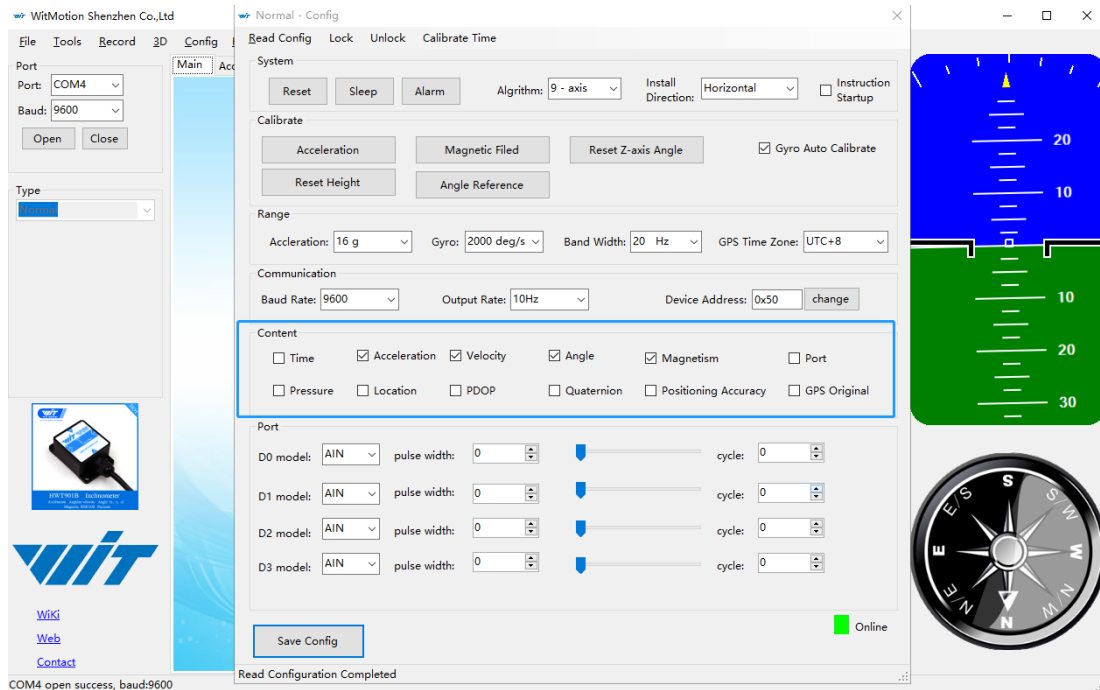 WitMotion Shenzhen Co.,Ltd
File Tools Record 3D Config
Port
Port: COM4
Baud: 9600
Open Close
Type
Normal
WIT
HWT901B Inclinometer
WIT
WiKi
Web
Contact
COM4 open success, baud:9600
Main Acc
Normal - Config
Read Config Lock Unlock Calibrate Time
System
Reset Sleep Alarm Algrithm: 9 - axis Install Direction: Horizontal Instruction Startup
Calibrate
Acceleration Magnetic Filed Reset Z-axis Angle Gyro Auto Calibrate
Reset Height Angle Reference
Range
Accleration: 16 g Gyro: 2000 deg/s Band Width: 20 Hz GPS Time Zone: UTC+8
Communication
Baud Rate: 9600 Output Rate: 10Hz Device Address: 0x50 change
Content
Time Acceleration Velocity Angle Magnetism Port
Pressure Location PDOP Quaternion Positioning Accuracy GPS Original
Port
D0 model: AIN pulse width: 0 cycle: 0
D1 model: AIN pulse width: 0 cycle: 0
D2 model: AIN pulse width: 0 cycle: 0
D3 model: AIN pulse width: 0 cycle: 0
Save Config
Online
Read Configuration Completed
20
10
10
20
30
S
E/S S/W
E W
N/E N/W
N